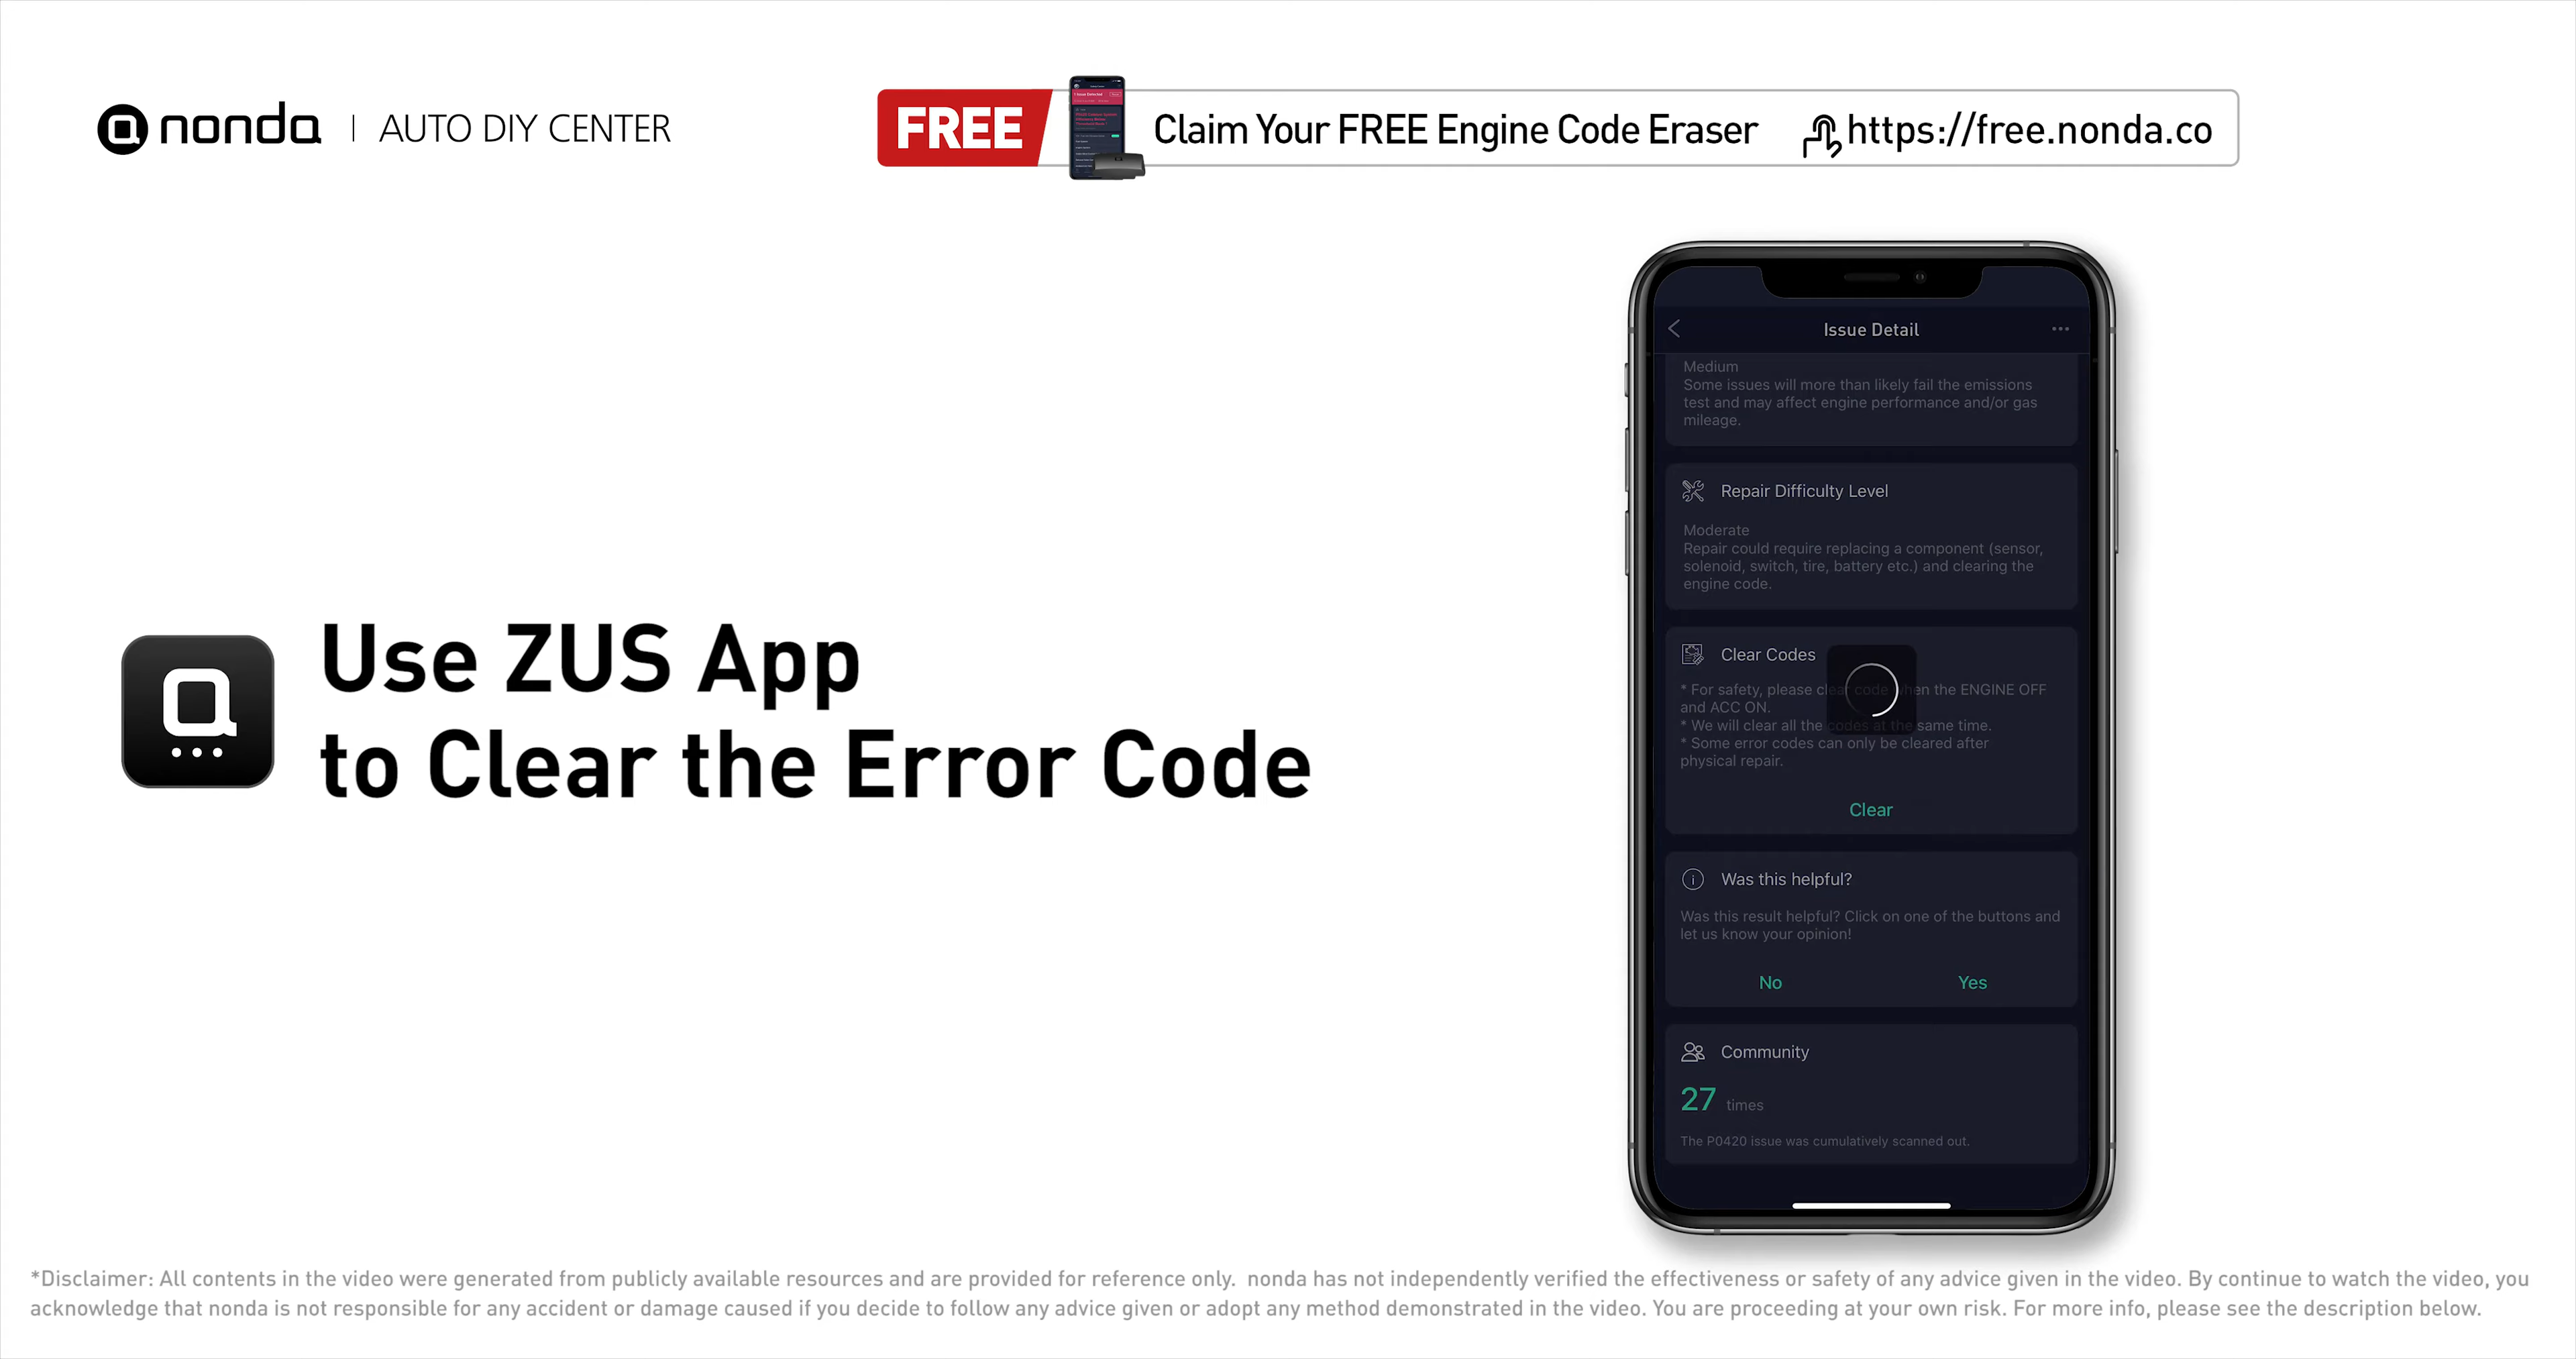 nonda | AUTO DIY CENTER
FREE Claim Your FREE Engine Code Eraser https://free.nonda.co
Use ZUS App
to Clear the Error Code
Issue Detail
Medium
Some issues will more than likely fail the emissions
test and may affect engine performance and/or gas
mileage.
Repair Difficulty Level
Moderate
Repair could require replacing a component (sensor,
solenoid, switch, tire, battery etc.) and clearing the
engine code.
Clear Codes
* For safety, please clear code when the ENGINE OFF
and ACC ON.
* We will clear all the codes at the same time.
* Some error codes can only be cleared after
physical repair.
Clear
Was this helpful?
Was this result helpful? Click on one of the buttons and
let us know your opinion!
No Yes
Community
27 times
The P0420 issue was cumulatively scanned out.
*Disclaimer: All contents in the video were generated from publicly available resources and are provided for reference only. nonda has not independently verified the effectiveness or safety of any advice given in the video. By continue to watch the video, you
acknowledge that nonda is not responsible for any accident or damage caused if you decide to follow any advice given or adopt any method demonstrated in the video. You are proceeding at your own risk. For more info, please see the description below.